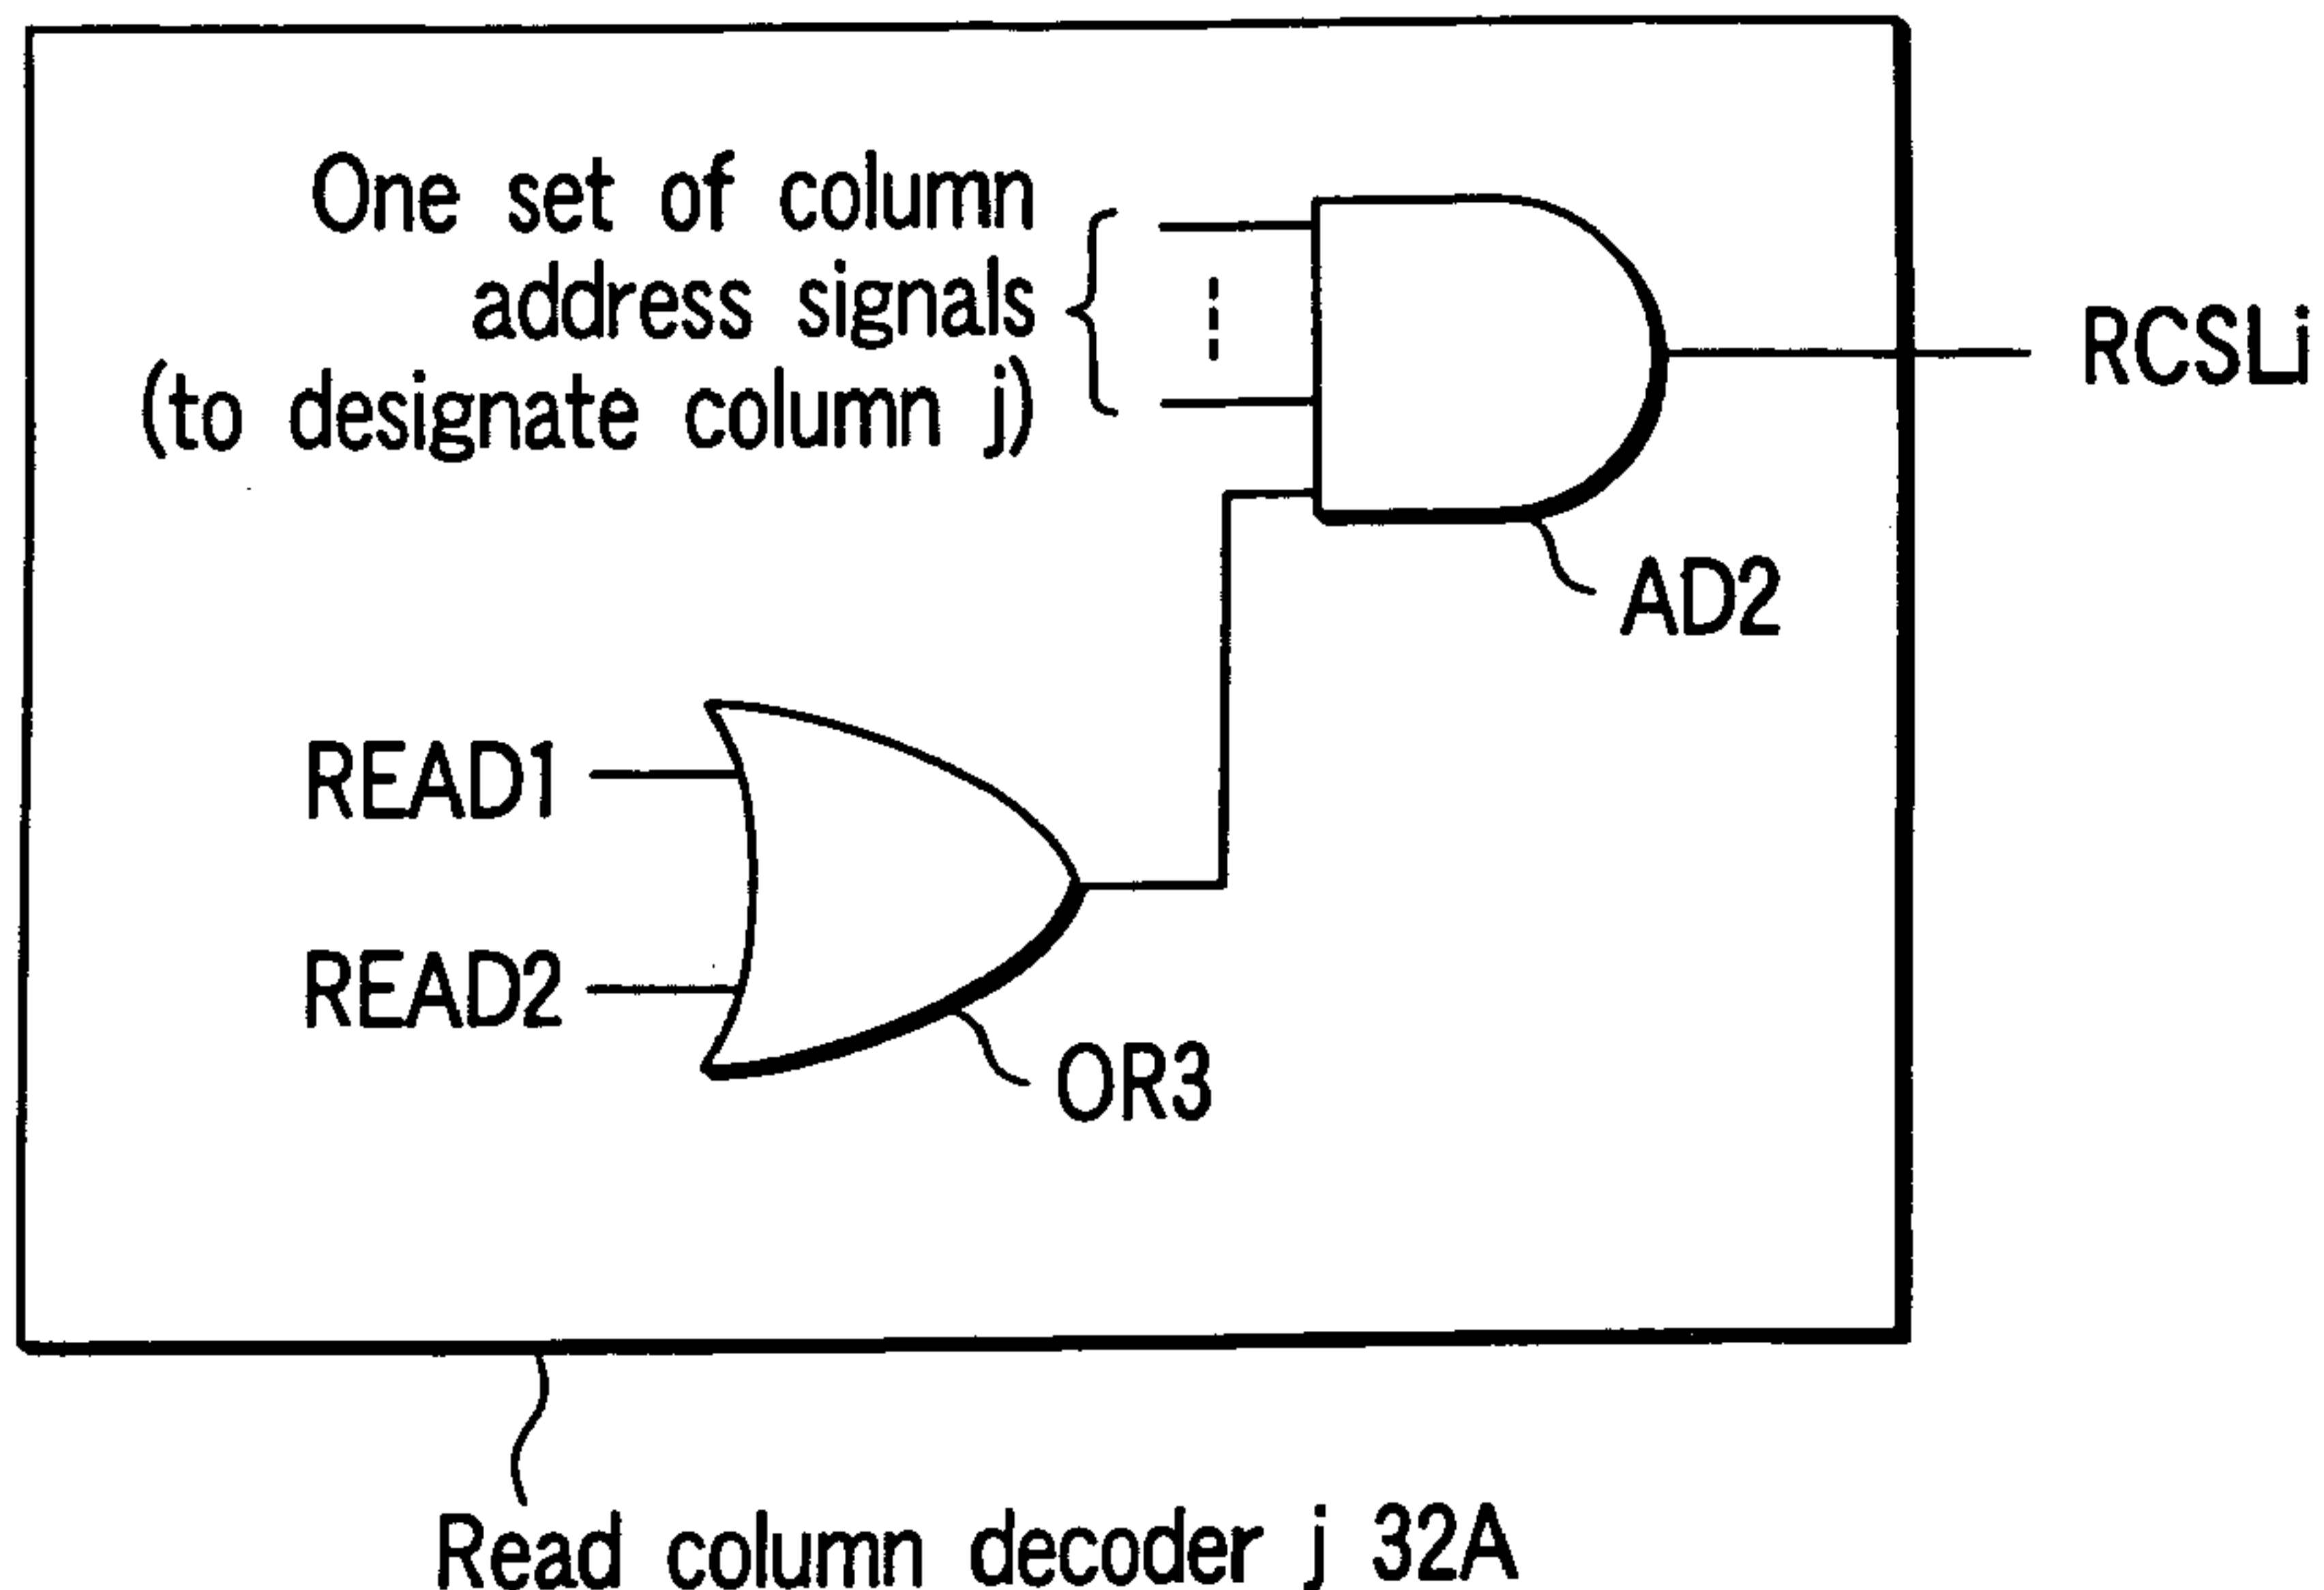 One set of column
address signals
(to designate column j)
RCSLi
AD2
READ1
READ2
OR3
Read column decoder j 32A